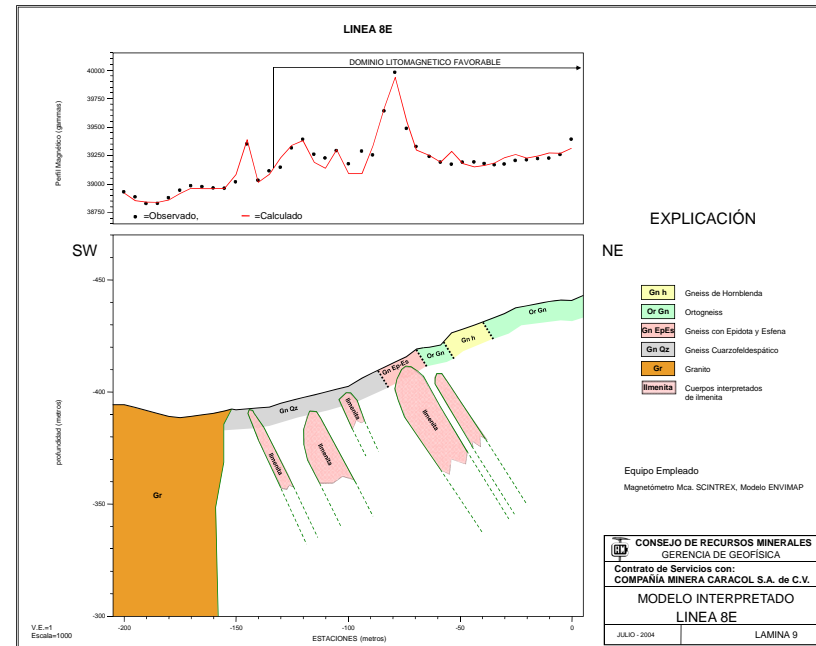 LINEA 8E
DOMINIO LITOMAGNETICO FAVORABLE
Perfil Magnético (gammas)
40000
39750
39500
39250
39000
38750
=Observado, =Calculado
EXPLICACIÓN
SW
NE
profundidad (metros)
-450
-400
-350
-300
Gr
Gn Qz
Gn Ep-Es
Or Gn
Gn h
Or Gn
Ilmenita
Ilmenita
Ilmenita
Ilmenita
-200
-150
-100
-50
0
ESTACIONES (metros)
V.E.=1
Escala=1000
Gn h Gneiss de Hornblenda
Or Gn Ortogneiss
Gn EpEs Gneiss con Epidota y Esfena
Gn Qz Gneiss Cuarzofeldespático
Gr Granito
Ilmenita Cuerpos interpretados
de ilmenita
Equipo Empleado
Magnetómetro Mca. SCINTREX, Modelo ENVIMAP
CONSEJO DE RECURSOS MINERALES
GERENCIA DE GEOFÍSICA
Contrato de Servicios con:
COMPAÑÍA MINERA CARACOL S.A. de C.V.
MODELO INTERPRETADO
LINEA 8E
JULIO - 2004 LAMINA 9